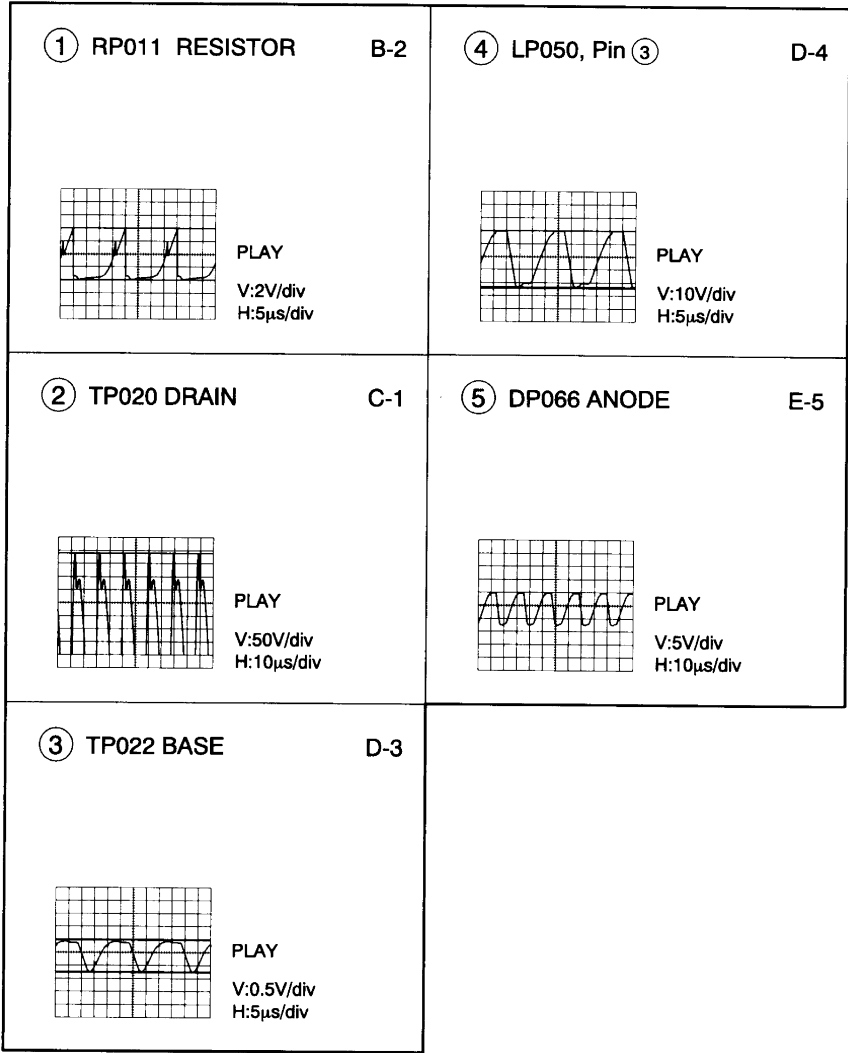 ① RP011 RESISTOR B-2
PLAY
V:2V/div
H:5µs/div
② TP020 DRAIN C-1
PLAY
V:50V/div
H:10µs/div
③ TP022 BASE D-3
PLAY
V:0.5V/div
H:5µs/div
④ LP050, Pin ③ D-4
PLAY
V:10V/div
H:5µs/div
⑤ DP066 ANODE E-5
PLAY
V:5V/div
H:10µs/div